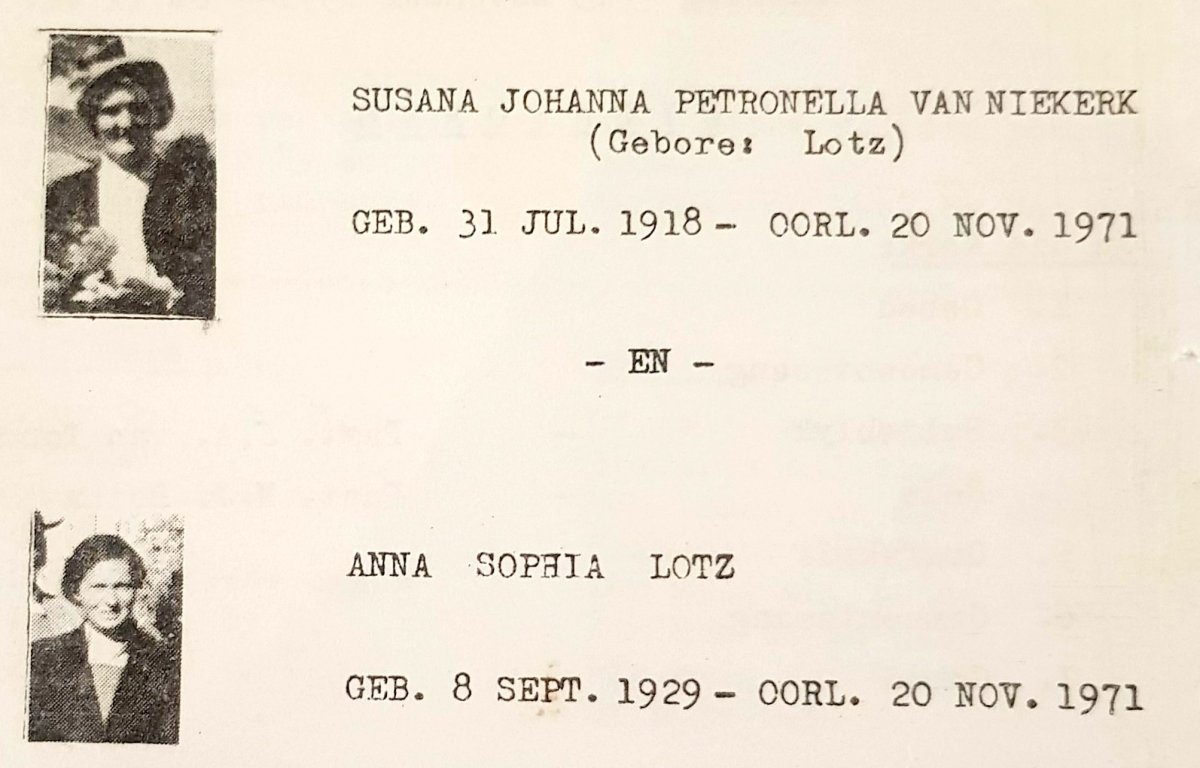 SUSANA JOHANNA PETRONELLA VAN NIEKERK
(Gebore: Lotz)
GEB. 31 JUL. 1918 - OORL. 20 NOV. 1971
- EN -
ANNA SOPHIA LOTZ
GEB. 8 SEPT. 1929 - OORL. 20 NOV. 1971